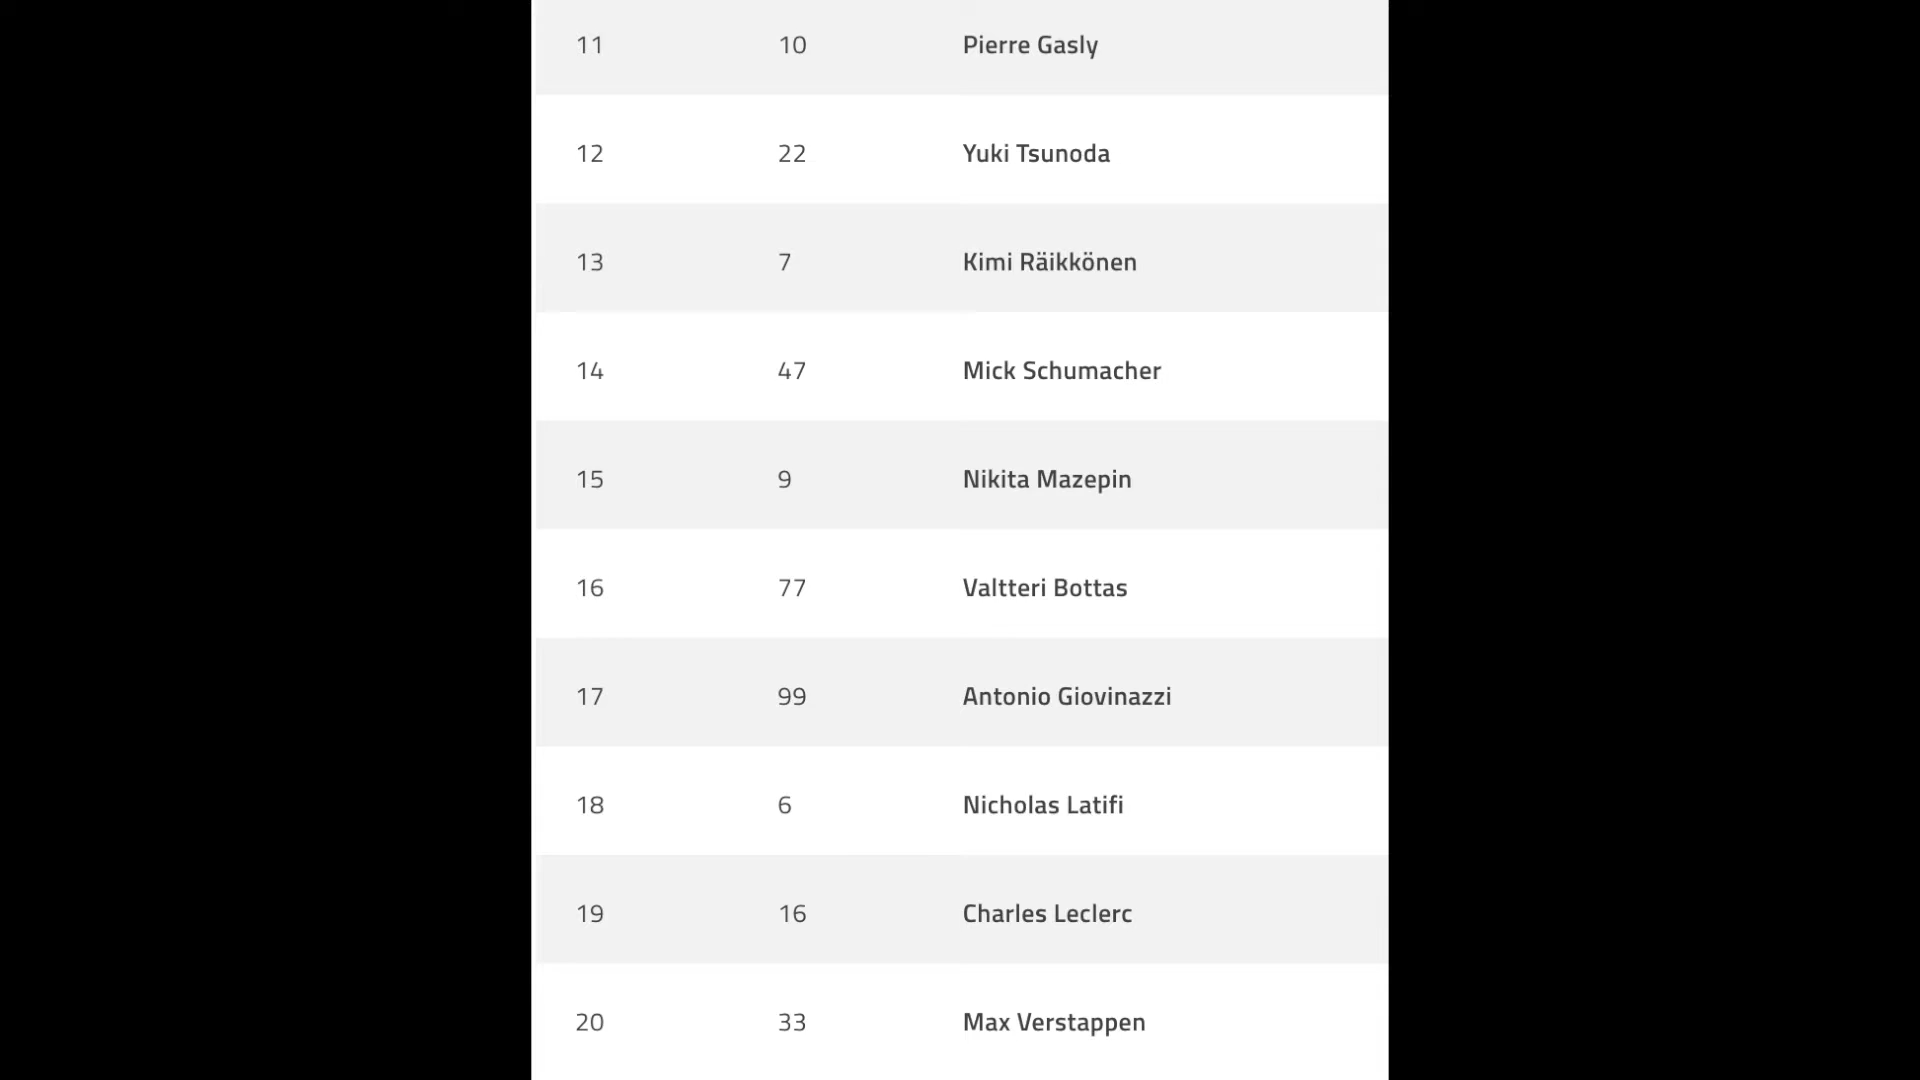 11 10 Pierre Gasly
12 22 Yuki Tsunoda
13 7 Kimi Räikkönen
14 47 Mick Schumacher
15 9 Nikita Mazepin
16 77 Valtteri Bottas
17 99 Antonio Giovinazzi
18 6 Nicholas Latifi
19 16 Charles Leclerc
20 33 Max Verstappen